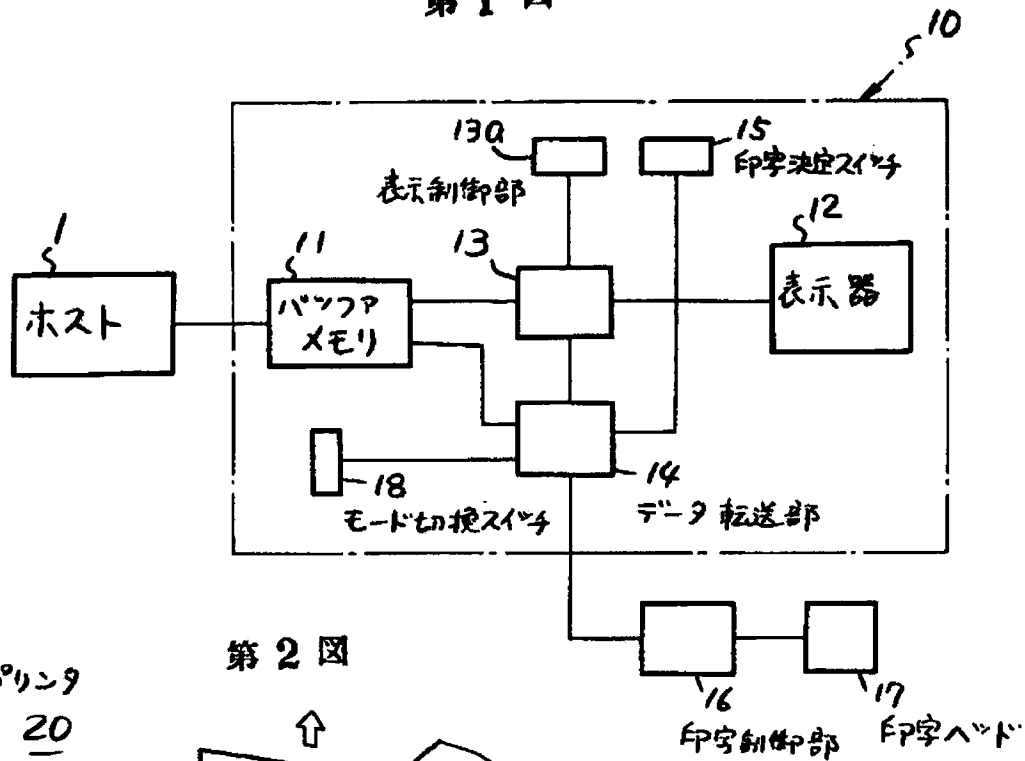 第1図
10
13a
15
印字決定スイッチ
表示制御部
12
1
11
13
ホスト
バッファ
メモリ
表示器
14
18
モード切換スイッチ
データ転送部
第2図
プリンタ
20
16
17
印字制御部
印字ヘッド